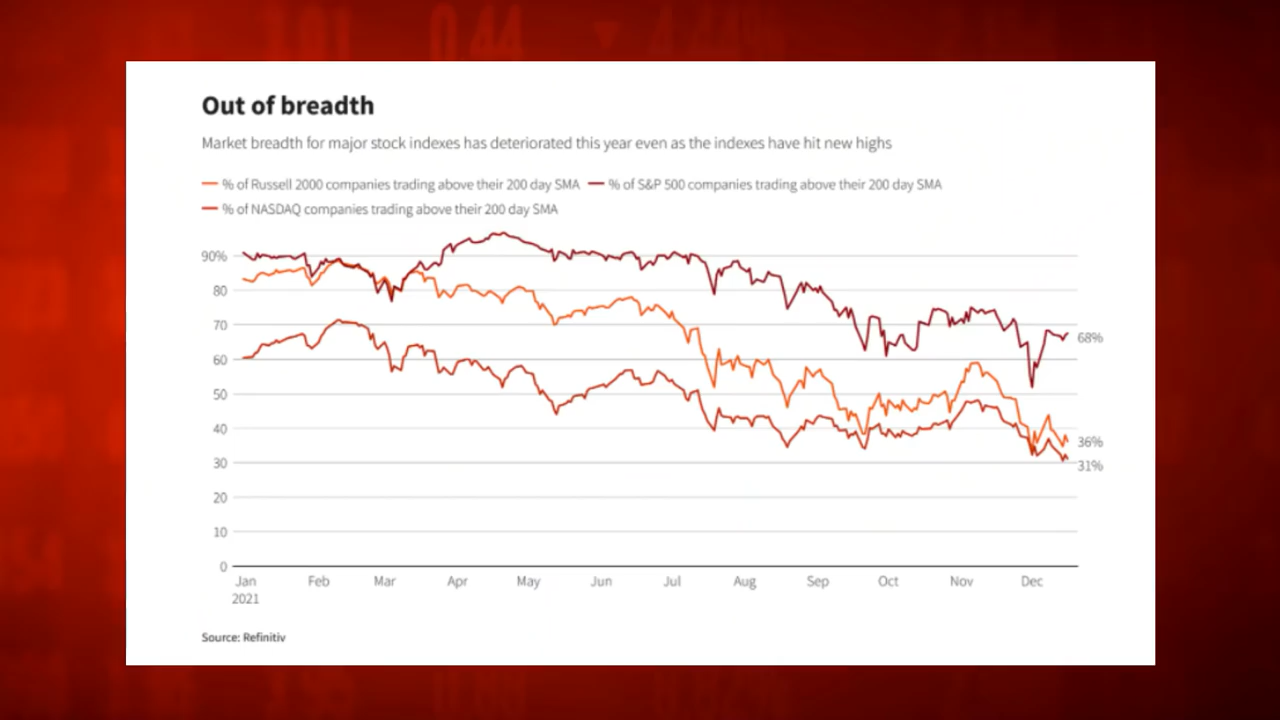 Out of breadth
Market breadth for major stock indexes has deteriorated this year even as the indexes have hit new highs
% of Russell 2000 companies trading above their 200 day SMA % of S&P 500 companies trading above their 200 day SMA
% of NASDAQ companies trading above their 200 day SMA
90%
80
70
68%
60
50
40
36%
30
31%
20
10
0
Jan Feb Mar Apr May Jun Jul Aug Sep Oct Nov Dec
2021
Source: Refinitiv